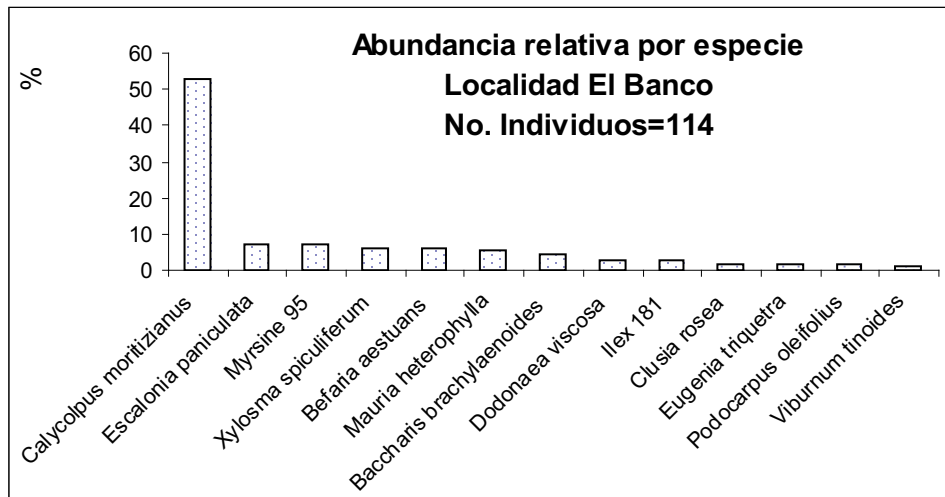 Abundancia relativa por especie
Localidad El Banco
No. Individuos=114
%
60
50
40
30
20
10
0
Calycolpus moritizianus
Escalonia paniculata
Myrsine 95
Xylosma spiculiferum
Befaria aestuans
Mauria heterophylla
Baccharis brachylaenoides
Dodonaea viscosa
Ilex 181
Clusia rosea
Eugenia triquetra
Podocarpus oleifolius
Viburnum tinoides